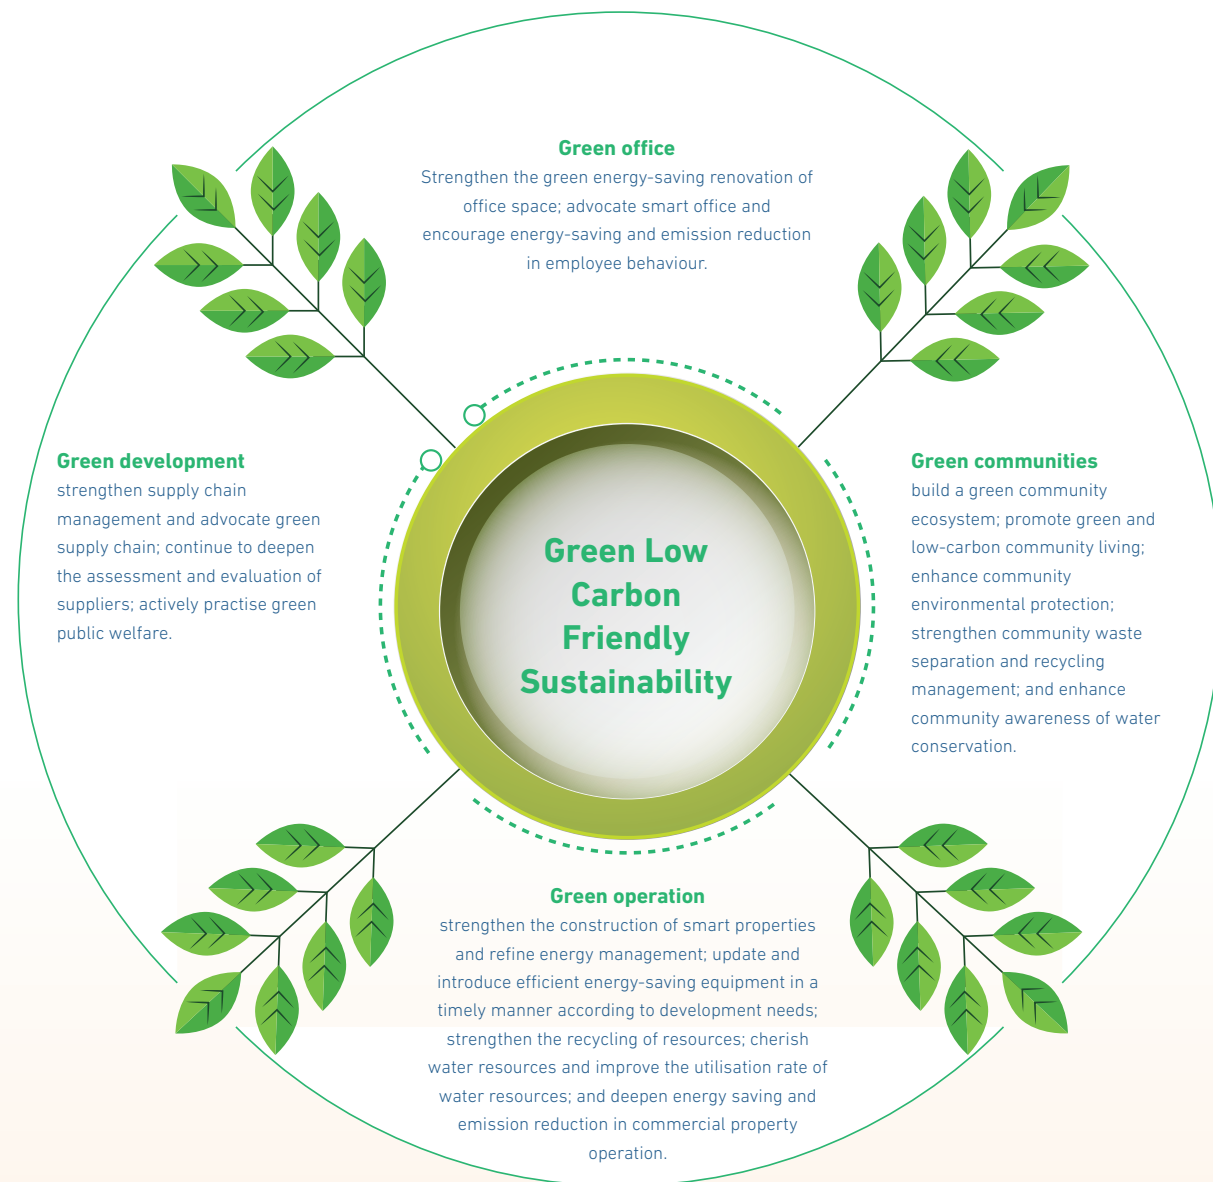 Green office
Strengthen the green energy-saving renovation of
office space; advocate smart office and
encourage energy-saving and emission reduction
in employee behaviour.
Green development
strengthen supply chain
management and advocate green
supply chain; continue to deepen
the assessment and evaluation of
suppliers; actively practise green
public welfare.
Green Low
Carbon
Friendly
Sustainability
Green communities
build a green community
ecosystem; promote green and
low-carbon community living;
enhance community
environmental protection;
strengthen community waste
separation and recycling
management; and enhance
community awareness of water
conservation.
Green operation
strengthen the construction of smart properties
and refine energy management; update and
introduce efficient energy-saving equipment in a
timely manner according to development needs;
strengthen the recycling of resources; cherish
water resources and improve the utilisation rate of
water resources; and deepen energy saving and
emission reduction in commercial property
operation.